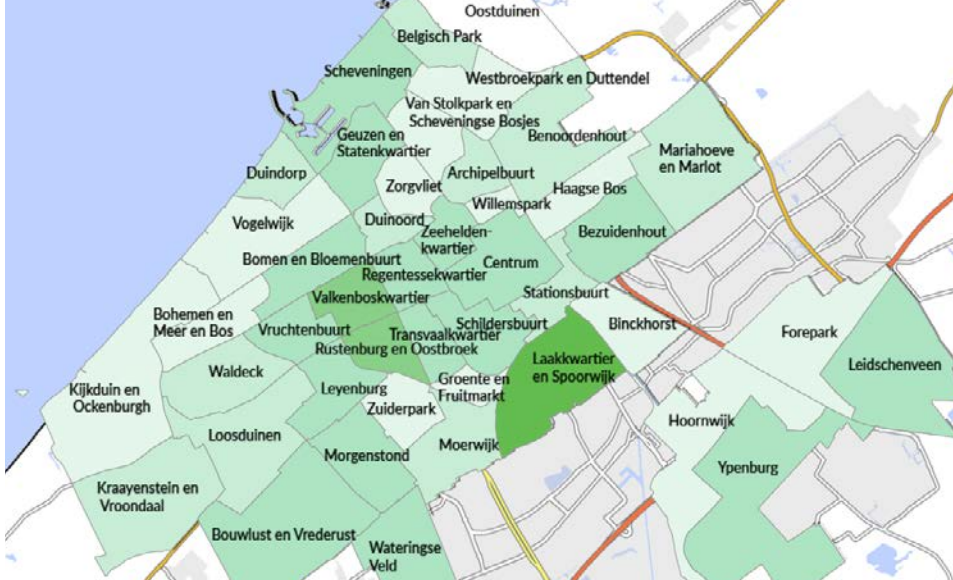 Oostduinen
Belgisch Park
Scheveningen
Westbroekpark en Duttendel
Van Stolkpark en
Scheveningse Bosjes
Geuzen en
Statenkwartier
Benoordenhout
Mariahoeve
en Marlot
Duindorp
Zorgvliet
Archipelbuurt
Haagse Bos
Willemspark
Vogelwijk
Duinoord
Zeehelden-
kwartier
Bezuidenhout
Bomen en Bloemenbuurt
Centrum
Regentessekwartier
Valkenboskwartier
Stationsbuurt
Bohemen en
Meer en Bos
Vruchtenbuurt
Schildersbuurt
Binckhorst
Forepark
Transvaalkwartier
Rustenburg en Oostbroek
Laakkwartier
en Spoorwijk
Leidschenveen
Waldeck
Kijkduin en
Ockenburgh
Leyenburg
Groente en
Fruitmarkt
Zuiderpark
Hoornwijk
Loosduinen
Moerwijk
Morgenstond
Ypenburg
Kraayenstein en
Vroondaal
Bouwlust en Vrederust
Wateringse
Veld